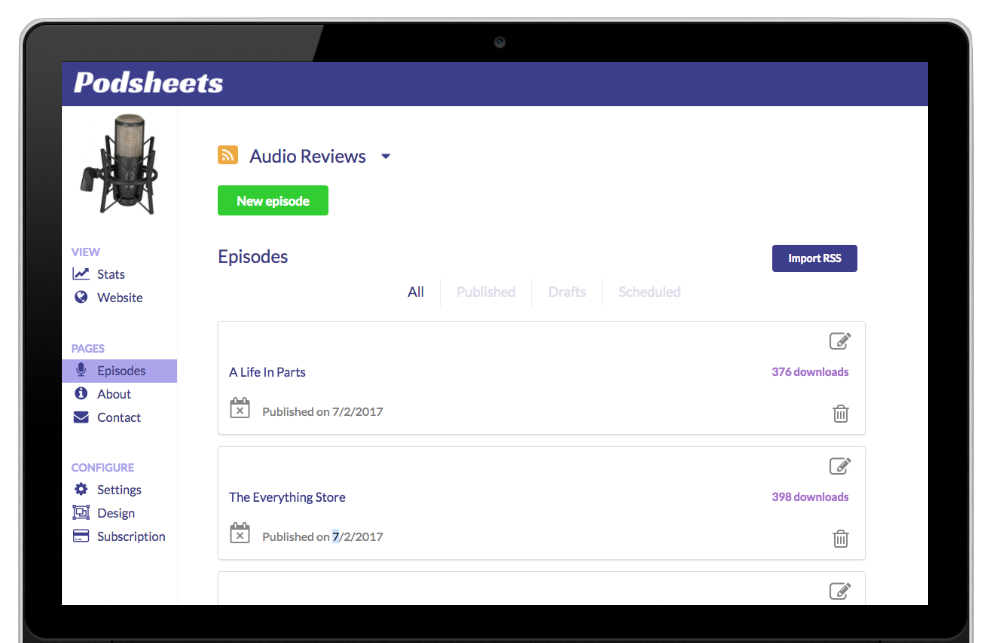 Podsheets
Audio Reviews
New episode
VIEW
Stats
Website
PAGES
Episodes
About
Contact
CONFIGURE
Settings
Design
Subscription
Episodes
Import RSS
All Published Drafts Scheduled
A Life In Parts 376 downloads
Published on 7/2/2017
The Everything Store 398 downloads
Published on 7/2/2017